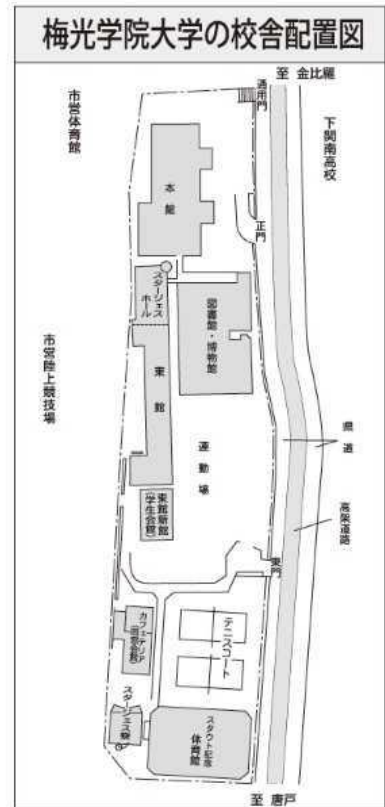 梅光学院大学の校舎配置図
至 金比羅
通用門
市営体育館
下関南高校
本館
正門
スタージェス
ホール
図書館・博物館
市営陸上競技場
東館
運動場
県道
東館新館
(学生会館)
高架道路
東門
カフェテリア
テニスコート
スタージェス館
スタウト記念
体育館
至 唐戸